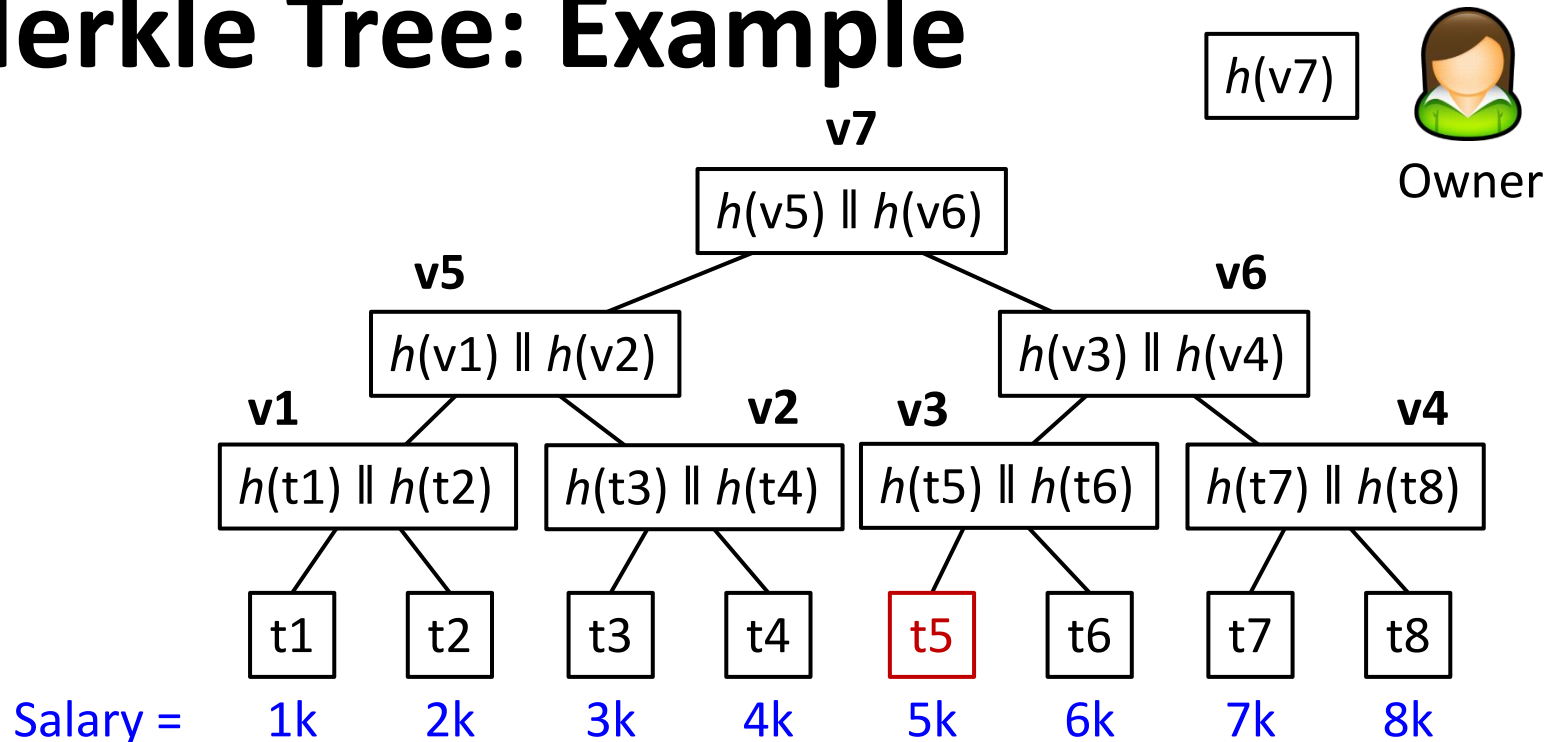 erkle Tree: Example
h(v7)
Owner
v7
h(v5) ǁ h(v6)
v5 v6
h(v1) ǁ h(v2) h(v3) ǁ h(v4)
v1 v2 v3 v4
h(t1) ǁ h(t2) h(t3) ǁ h(t4) h(t5) ǁ h(t6) h(t7) ǁ h(t8)
t1 t2 t3 t4 t5 t6 t7 t8
Salary = 1k 2k 3k 4k 5k 6k 7k 8k